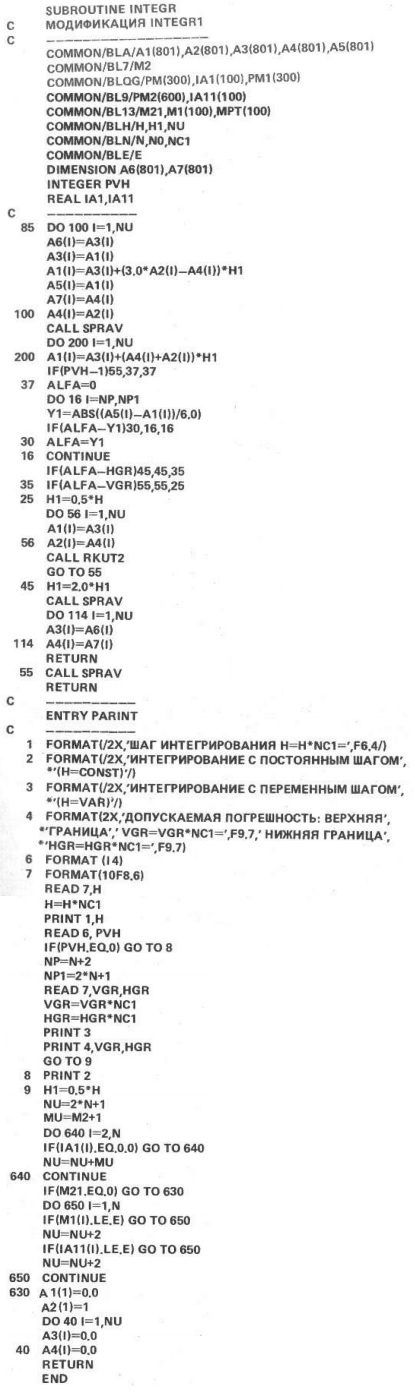 SUBROUTINE INTEGR
C МОДИФИКАЦИЯ INTEGR1
C ––––––––––––––––––
COMMON/BLA/A1(801),A2(801),A3(801),A4(801),A5(801)
COMMON/BL7/M2
COMMON/BLQG/PM(300),IA1(100),PM1(300)
COMMON/BL9/PM2(600),IA11(100)
COMMON/BL13/M21,M1(100),MPT(100)
COMMON/BLH/H,H1,NU
COMMON/BLN/N,N0,NC1
COMMON/BLE/E
DIMENSION A6(801),A7(801)
INTEGER PVH
REAL IA1,IA11
C ––––––––––
85 DO 100 I=1,NU
A6(I)=A3(I)
A3(I)=A1(I)
A1(I)=A3(I)+(3.0*A2(I)–A4(I))*H1
A5(I)=A1(I)
A7(I)=A4(I)
100 A4(I)=A2(I)
CALL SPRAV
DO 200 I=1,NU
200 A1(I)=A3(I)+(A4(I)+A2(I))*H1
IF(PVH–1)55,37,37
37 ALFA=0
DO 16 I=NP,NP1
Y1=ABS((A5(I)–A1(I))/6.0)
IF(ALFA–Y1)30,16,16
30 ALFA=Y1
16 CONTINUE
IF(ALFA–HGR)45,45,35
35 IF(ALFA–VGR)55,55,25
25 H1=0.5*H
DO 56 I=1,NU
A1(I)=A3(I)
56 A2(I)=A4(I)
CALL RKUT2
GO TO 55
45 H1=2.0*H1
CALL SPRAV
DO 114 I=1,NU
A3(I)=A6(I)
114 A4(I)=A7(I)
RETURN
55 CALL SPRAV
RETURN
C ––––––––––
ENTRY PARINT
C ––––––––––
1 FORMAT(/2X,'ШАГ ИНТЕГРИРОВАНИЯ H=H*NC1=',F6.4/)
2 FORMAT(/2X,'ИНТЕГРИРОВАНИЕ С ПОСТОЯННЫМ ШАГОМ',
*'(H=CONST)'/)
3 FORMAT(/2X,'ИНТЕГРИРОВАНИЕ С ПЕРЕМЕННЫМ ШАГОМ',
*'(H=VAR)'/)
4 FORMAT(2X,'ДОПУСКАЕМАЯ ПОГРЕШНОСТЬ: ВЕРХНЯЯ',
*'ГРАНИЦА',' VGR=VGR*NC1=',F9.7,' НИЖНЯЯ ГРАНИЦА',
*'HGR=HGR*NC1=',F9.7)
6 FORMAT (I4)
7 FORMAT(10F8.6)
READ 7,H
H=H*NC1
PRINT 1,H
READ 6, PVH
IF(PVH.EQ.0) GO TO 8
NP=N+2
NP1=2*N+1
READ 7,VGR,HGR
VGR=VGR*NC1
HGR=HGR*NC1
PRINT 3
PRINT 4,VGR,HGR
GO TO 9
8 PRINT 2
9 H1=0.5*H
NU=2*N+1
MU=M2+1
DO 640 I=2,N
IF(IA1(I).EQ.0.0) GO TO 640
NU=NU+MU
640 CONTINUE
IF(M21.EQ.0) GO TO 630
DO 650 I=1,N
IF(M1(I).LE.E) GO TO 650
NU=NU+2
IF(IA11(I).LE.E) GO TO 650
NU=NU+2
650 CONTINUE
630 A1(1)=0.0
A2(1)=1
DO 40 I=1,NU
A3(I)=0.0
40 A4(I)=0.0
RETURN
END